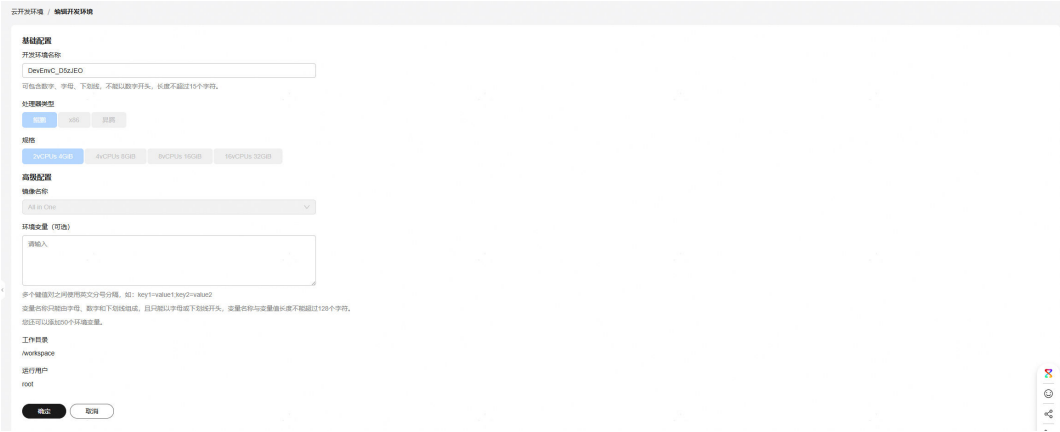 云开发环境 / 编辑开发环境
基础配置
开发环境名称
DevEnvC_D5zJEO
可包含数字、字母、下划线，不能以数字开头，长度不超过15个字符。
处理器类型
鲲鹏 x86 昇腾
规格
2vCPUs 4GiB 4vCPUs 8GiB 8vCPUs 16GiB 16vCPUs 32GiB
高级配置
镜像名称
All in One
环境变量（可选）
请输入
多个键值对之间使用英文分号分隔，如：key1=value1;key2=value2
变量名称只能由字母、数字和下划线组成，且只能以字母或下划线开头，变量名称与变量值长度不能超过128个字符。
您还可以添加50个环境变量。
工作目录
/workspace
运行用户
root
确定 取消